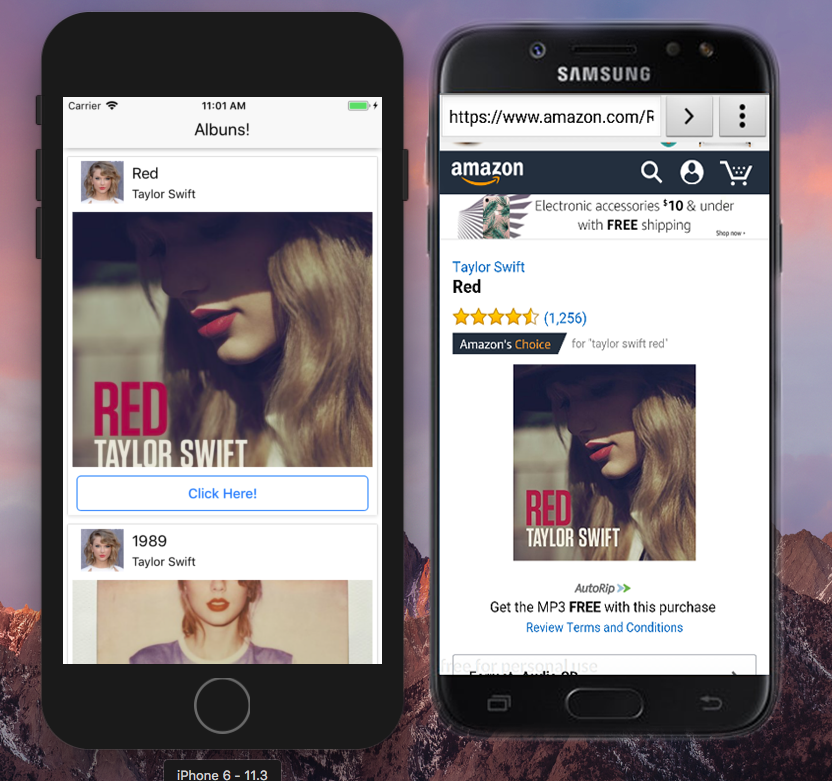 Carrier
11:01 AM
Albuns!
Red
Taylor Swift
RED
TAYLOR SWIFT
Click Here!
1989
Taylor Swift
iPhone 6 - 11.3
SAMSUNG
https://www.amazon.com/R
amazon
Electronic accessories $10 & under
with FREE shipping
Shop now ›
Taylor Swift
Red
(1,256)
Amazon's Choice for "taylor swift red"
RED
TAYLOR SWIFT
AutoRip
Get the MP3 FREE with this purchase
Review Terms and Conditions
free for personal use
Format: Audio CD